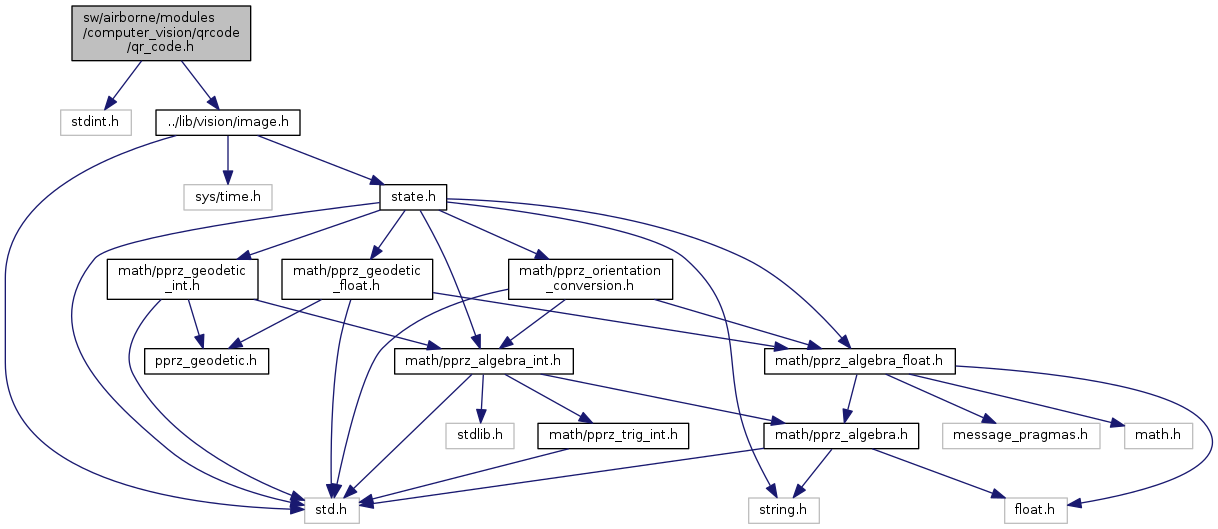 sw/airborne/modules
/computer_vision/qrcode
/qr_code.h
stdint.h
../lib/vision/image.h
sys/time.h
state.h
math/pprz_geodetic
_int.h
math/pprz_geodetic
_float.h
math/pprz_orientation
_conversion.h
pprz_geodetic.h
math/pprz_algebra_int.h
math/pprz_algebra_float.h
stdlib.h
math/pprz_trig_int.h
math/pprz_algebra.h
message_pragmas.h
math.h
std.h
string.h
float.h